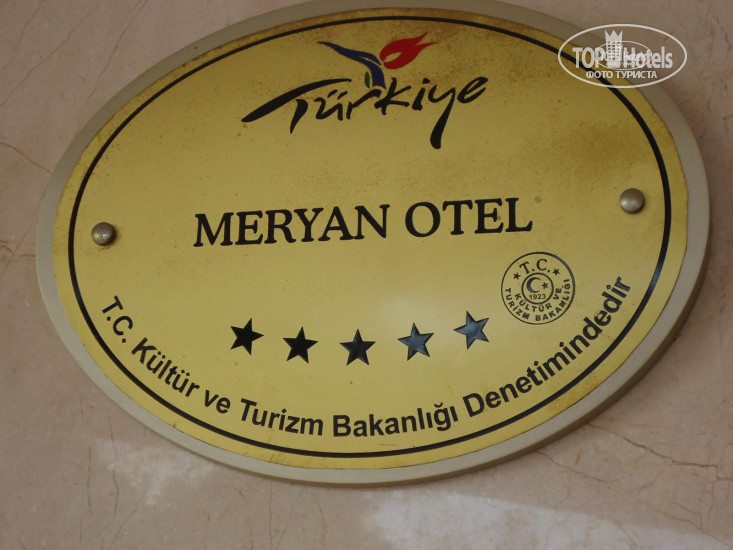 TOP Hotels
ФОТО ТУРИСТА
Türkiye
MERYAN OTEL
T.C.
1923
KÜLTÜR VE
TURİZM BAKANLIĞI
T.C. Kültür ve Turizm Bakanlığı Denetimindedir